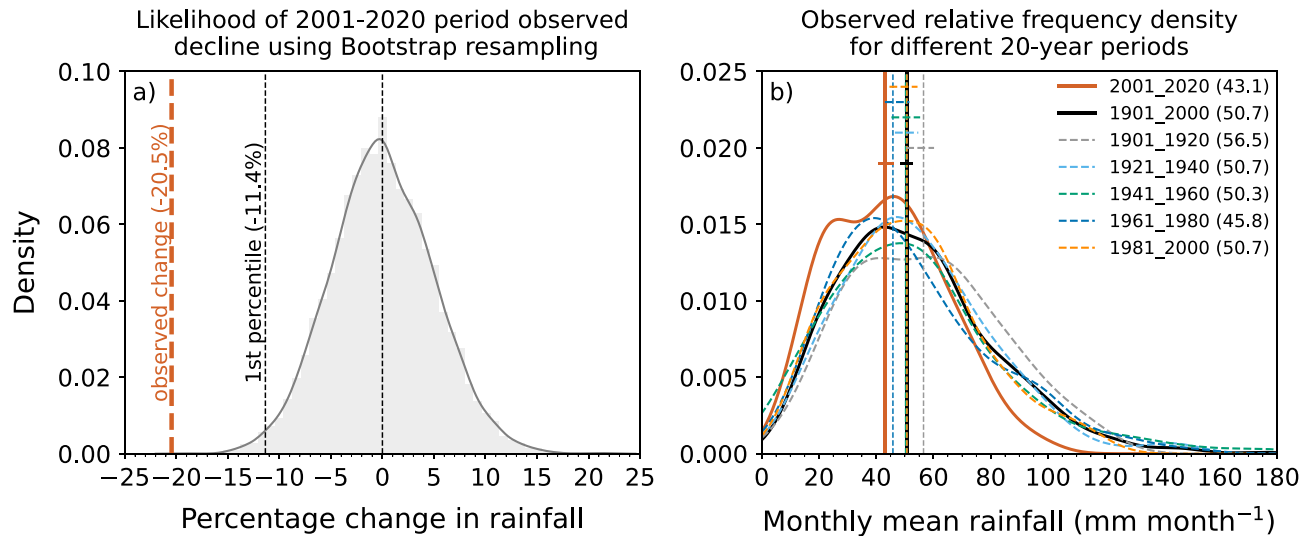 Likelihood of 2001-2020 period observed
decline using Bootstrap resampling
a)
0.10
0.08
0.06
0.04
0.02
0.00
Density
observed change (-20.5%)
1st percentile (-11.4%)
−25 −20 −15 −10 −5 0 5 10 15 20 25
Percentage change in rainfall
Observed relative frequency density
for different 20-year periods
b)
0.025
0.020
0.015
0.010
0.005
0.000
2001_2020 (43.1)
1901_2000 (50.7)
1901_1920 (56.5)
1921_1940 (50.7)
1941_1960 (50.3)
1961_1980 (45.8)
1981_2000 (50.7)
0 20 40 60 80 100 120 140 160 180
Monthly mean rainfall (mm month⁻¹)